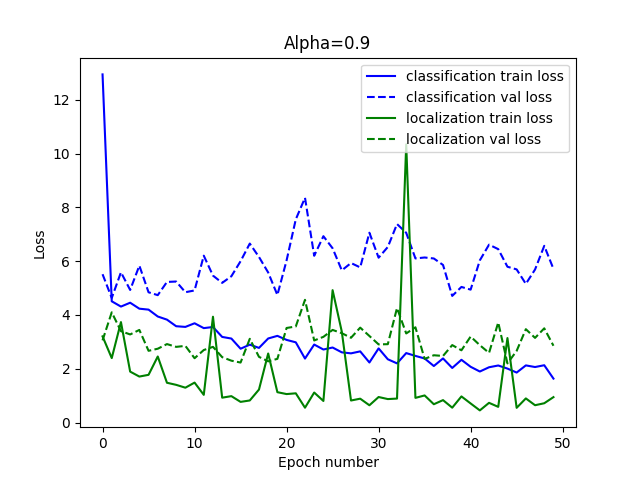 Alpha=0.9
classification train loss
classification val loss
localization train loss
localization val loss
Loss
12
10
8
6
4
2
0
0 10 20 30 40 50
Epoch number